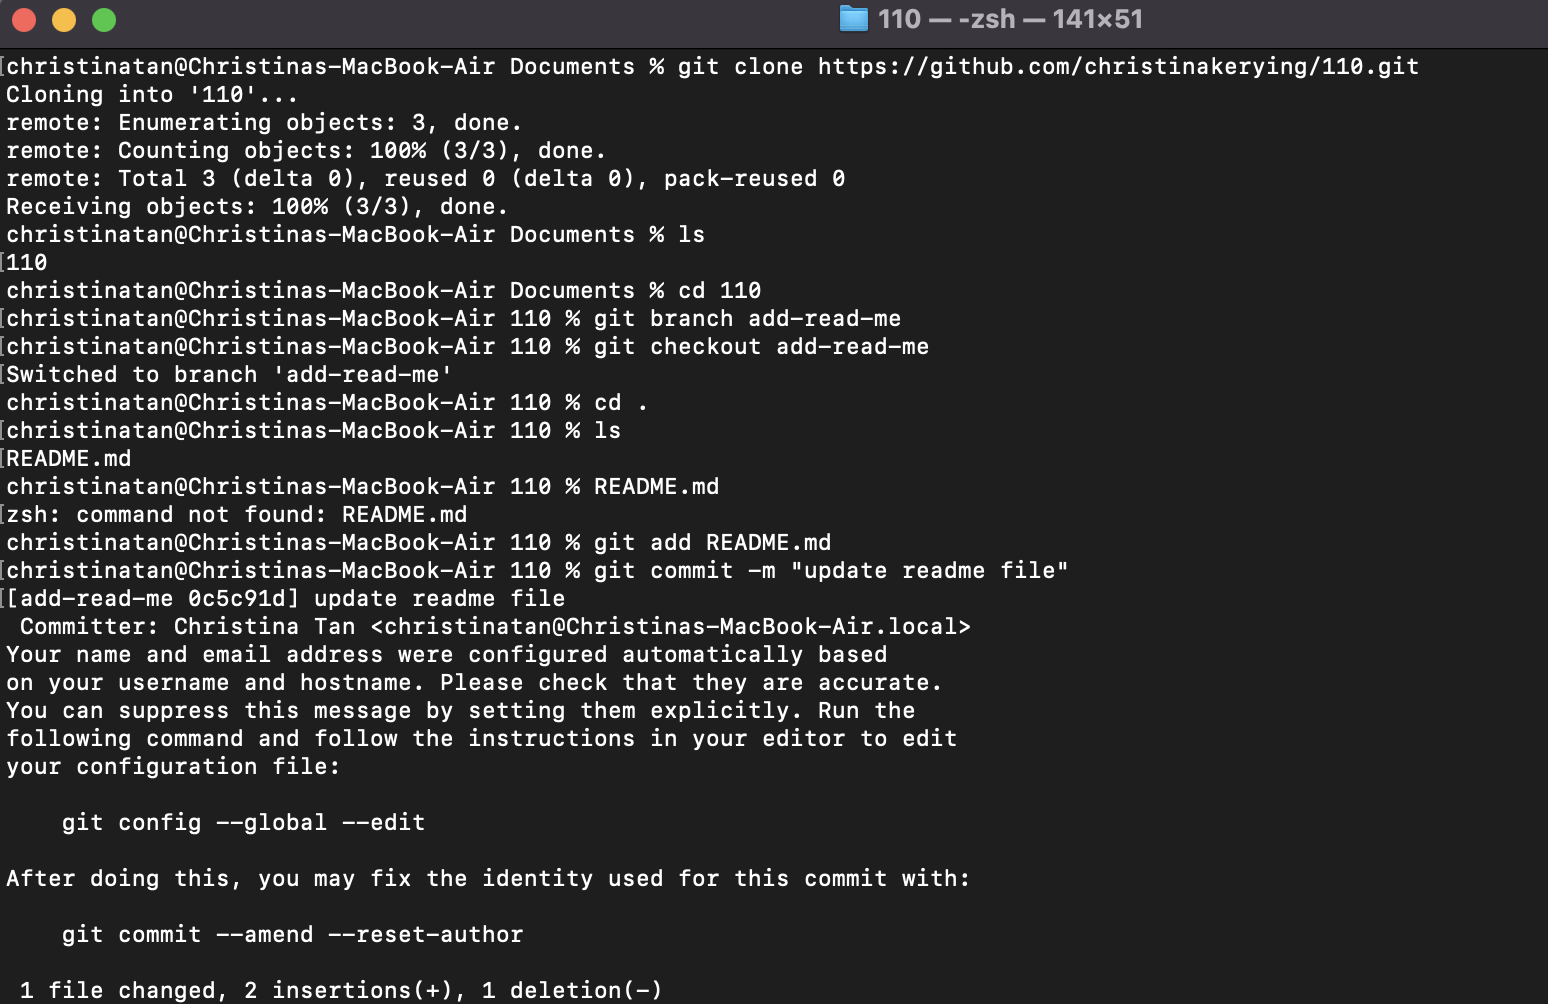 110 — -zsh — 141×51
christinatan@Christinas-MacBook-Air Documents % git clone https://github.com/christinakerying/110.git
Cloning into '110'...
remote: Enumerating objects: 3, done.
remote: Counting objects: 100% (3/3), done.
remote: Total 3 (delta 0), reused 0 (delta 0), pack-reused 0
Receiving objects: 100% (3/3), done.
christinatan@Christinas-MacBook-Air Documents % ls
110
christinatan@Christinas-MacBook-Air Documents % cd 110
christinatan@Christinas-MacBook-Air 110 % git branch add-read-me
christinatan@Christinas-MacBook-Air 110 % git checkout add-read-me
Switched to branch 'add-read-me'
christinatan@Christinas-MacBook-Air 110 % cd .
christinatan@Christinas-MacBook-Air 110 % ls
README.md
christinatan@Christinas-MacBook-Air 110 % README.md
zsh: command not found: README.md
christinatan@Christinas-MacBook-Air 110 % git add README.md
christinatan@Christinas-MacBook-Air 110 % git commit -m "update readme file"
[add-read-me 0c5c91d] update readme file
 Committer: Christina Tan <christinatan@Christinas-MacBook-Air.local>
Your name and email address were configured automatically based
on your username and hostname. Please check that they are accurate.
You can suppress this message by setting them explicitly. Run the
following command and follow the instructions in your editor to edit
your configuration file:

    git config --global --edit

After doing this, you may fix the identity used for this commit with:

    git commit --amend --reset-author

 1 file changed, 2 insertions(+), 1 deletion(-)